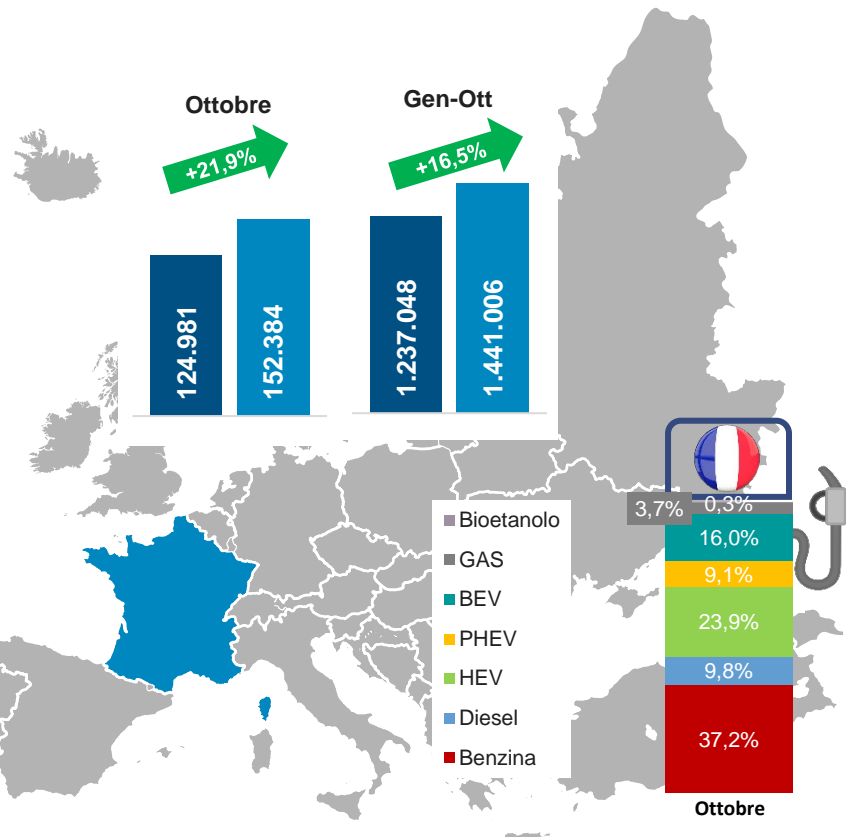 Ottobre
+21,9%
124.981
152.384
Gen-Ott
+16,5%
1.237.048
1.441.006
Bioetanolo
GAS
BEV
PHEV
HEV
Diesel
Benzina
3,7%
0,3%
16,0%
9,1%
23,9%
9,8%
37,2%
Ottobre